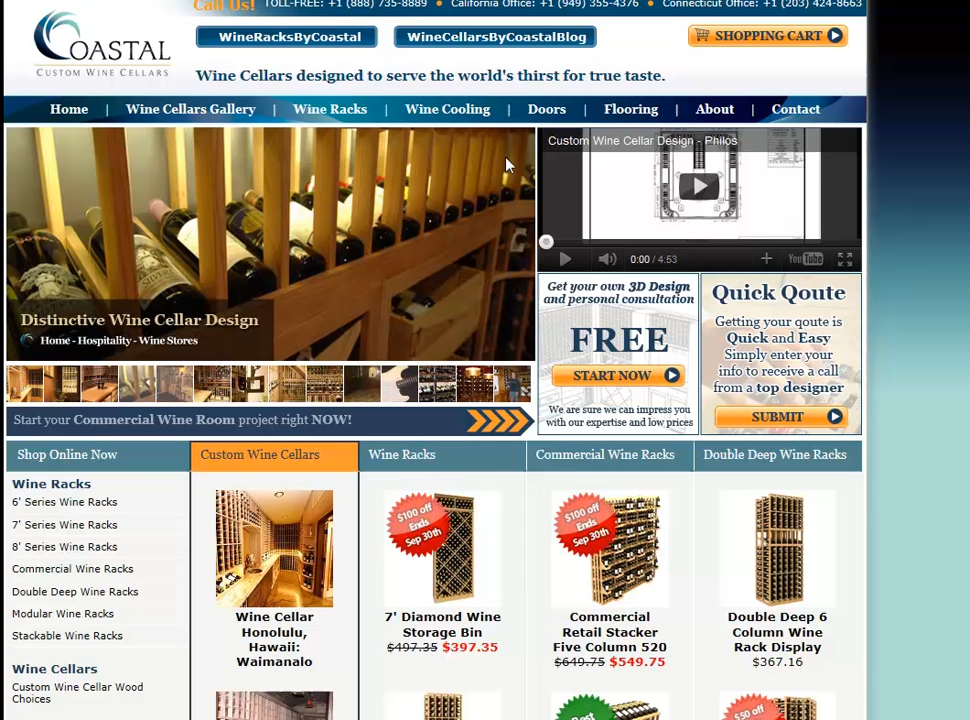 Call Us! TOLL-FREE: +1 (888) 735-8889 • California Office: +1 (949) 355-4376 • Connecticut Office: +1 (203) 424-8663
COASTAL
CUSTOM WINE CELLARS
WineRacksByCoastal
WineCellarsByCoastalBlog
SHOPPING CART
Wine Cellars designed to serve the world's thirst for true taste.
Home | Wine Cellars Gallery | Wine Racks | Wine Cooling | Doors | Flooring | About | Contact
Distinctive Wine Cellar Design
Home - Hospitality - Wine Stores
Custom Wine Cellar Design - Philos
0:00 / 4:53
YouTube
Get your own 3D Design
and personal consultation
FREE
START NOW
We are sure we can impress you
with our expertise and low prices
Quick Qoute
Getting your qoute is
Quick and Easy
Simply enter your
info to receive a call
from a top designer
SUBMIT
Start your Commercial Wine Room project right NOW!
Shop Online Now
Custom Wine Cellars
Wine Racks
Commercial Wine Racks
Double Deep Wine Racks
Wine Racks
6' Series Wine Racks
7' Series Wine Racks
8' Series Wine Racks
Commercial Wine Racks
Double Deep Wine Racks
Modular Wine Racks
Stackable Wine Racks
Wine Cellars
Custom Wine Cellar Wood
Choices
Wine Cellar
Honolulu,
Hawaii:
Waimanalo
$100 off
Ends
Sep 30th
7' Diamond Wine
Storage Bin
$497.35 $397.35
$100 off
Ends
Sep 30th
Commercial
Retail Stacker
Five Column 520
$649.75 $549.75
Double Deep 6
Column Wine
Rack Display
$367.16
Best
$50 off